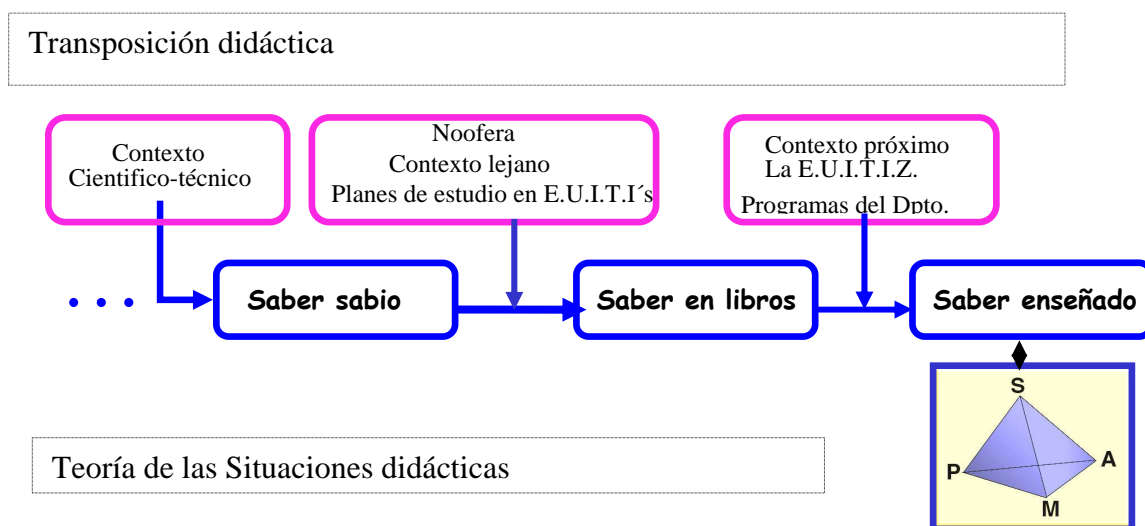 Transposición didáctica
Contexto
Cientifico-técnico
Noofera
Contexto lejano
Planes de estudio en E.U.I.T.I´s
Contexto próximo
La E.U.I.T.I.Z.
Programas del Dpto.
. . .
Saber sabio
Saber en libros
Saber enseñado
S
P
A
M
Teoría de las Situaciones didácticas